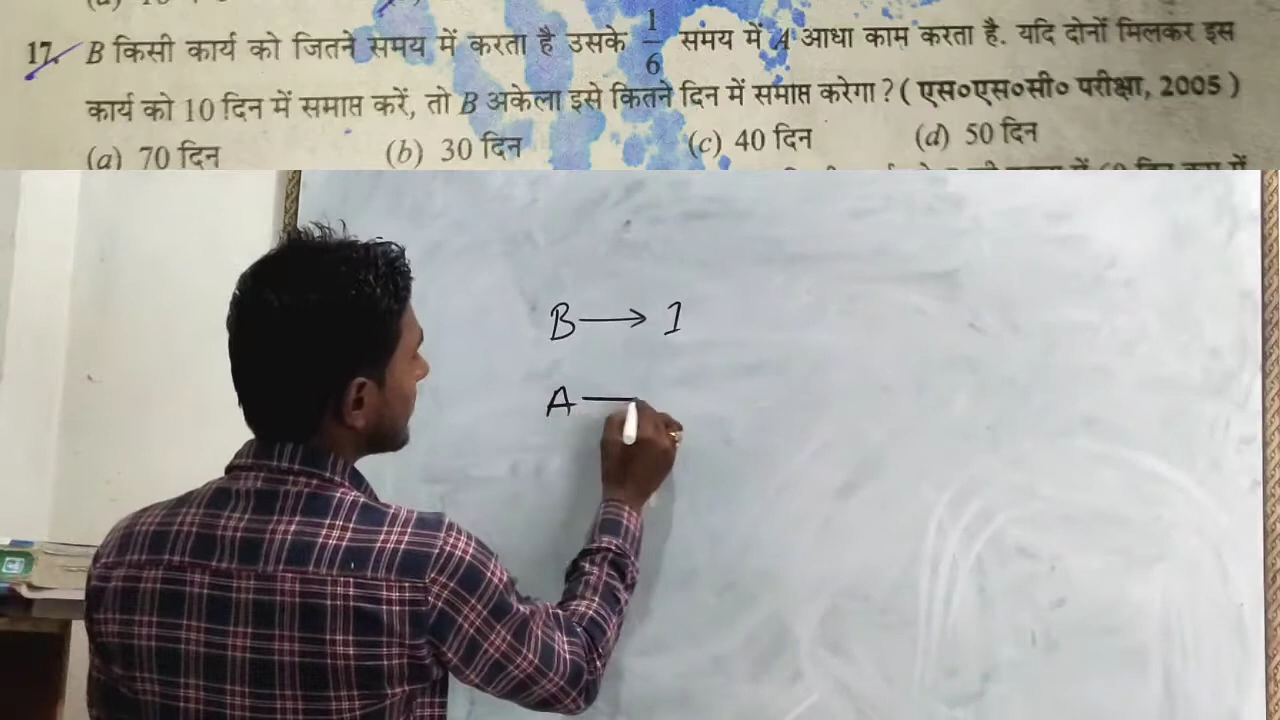 17. B किसी कार्य को जितने समय में करता है उसके 1/6 समय में A आधा काम करता है. यदि दोनों मिलकर इस
कार्य को 10 दिन में समाप्त करें, तो B अकेला इसे कितने दिन में समाप्त करेगा? ( एस०एस०सी० परीक्षा, 2005 )
(a) 70 दिन (b) 30 दिन (c) 40 दिन (d) 50 दिन
B → 1
A —